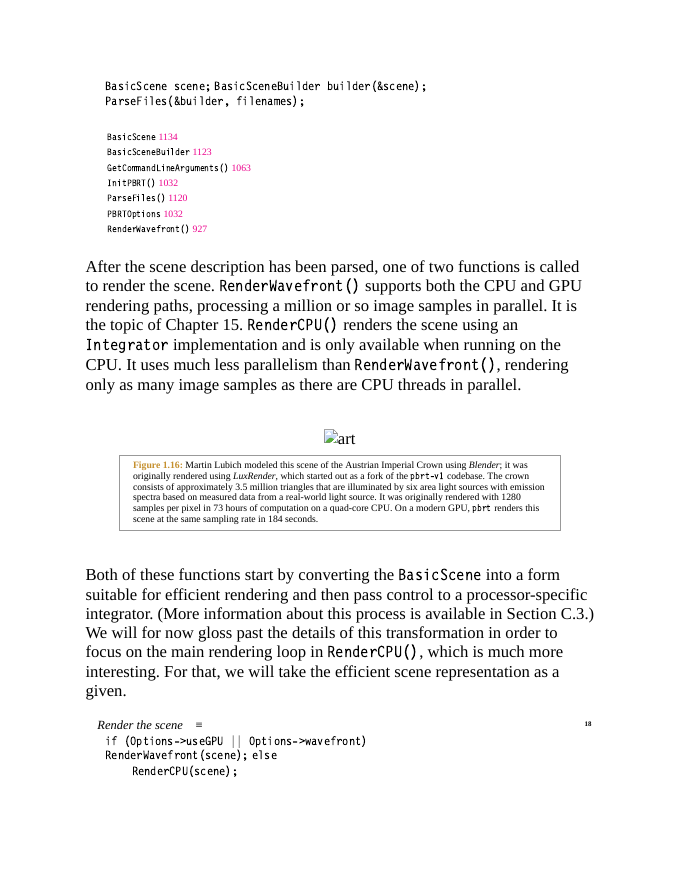 BasicScene scene; BasicSceneBuilder builder(&scene);
ParseFiles(&builder, filenames);
BasicScene 1134
BasicSceneBuilder 1123
GetCommandLineArguments() 1063
InitPBRT() 1032
ParseFiles() 1120
PBRTOptions 1032
RenderWavefront() 927
After the scene description has been parsed, one of two functions is called
to render the scene. RenderWavefront() supports both the CPU and GPU
rendering paths, processing a million or so image samples in parallel. It is
the topic of Chapter 15. RenderCPU() renders the scene using an
Integrator implementation and is only available when running on the
CPU. It uses much less parallelism than RenderWavefront(), rendering
only as many image samples as there are CPU threads in parallel.
art
Figure 1.16: Martin Lubich modeled this scene of the Austrian Imperial Crown using Blender; it was
originally rendered using LuxRender, which started out as a fork of the pbrt-v1 codebase. The crown
consists of approximately 3.5 million triangles that are illuminated by six area light sources with emission
spectra based on measured data from a real-world light source. It was originally rendered with 1280
samples per pixel in 73 hours of computation on a quad-core CPU. On a modern GPU, pbrt renders this
scene at the same sampling rate in 184 seconds.
Both of these functions start by converting the BasicScene into a form
suitable for efficient rendering and then pass control to a processor-specific
integrator. (More information about this process is available in Section C.3.)
We will for now gloss past the details of this transformation in order to
focus on the main rendering loop in RenderCPU(), which is much more
interesting. For that, we will take the efficient scene representation as a
given.
Render the scene ≡ 18
if (Options->useGPU || Options->wavefront)
RenderWavefront(scene); else
RenderCPU(scene);